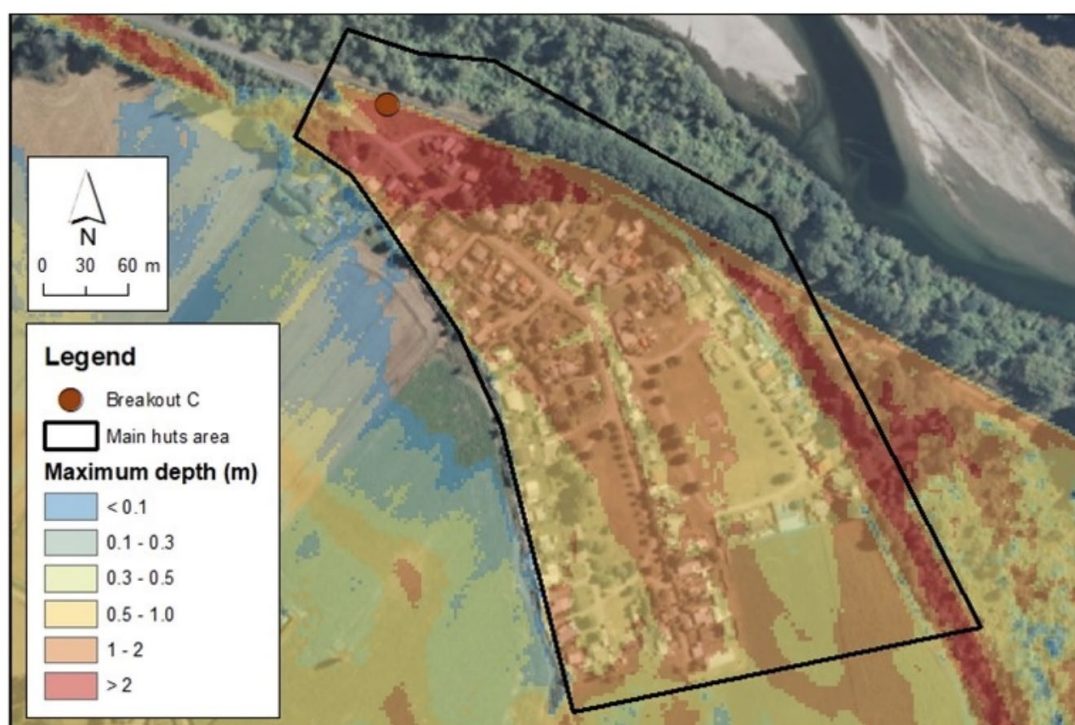 N
0 30 60 m
Legend
Breakout C
Main huts area
Maximum depth (m)
< 0.1
0.1 - 0.3
0.3 - 0.5
0.5 - 1.0
1 - 2
> 2